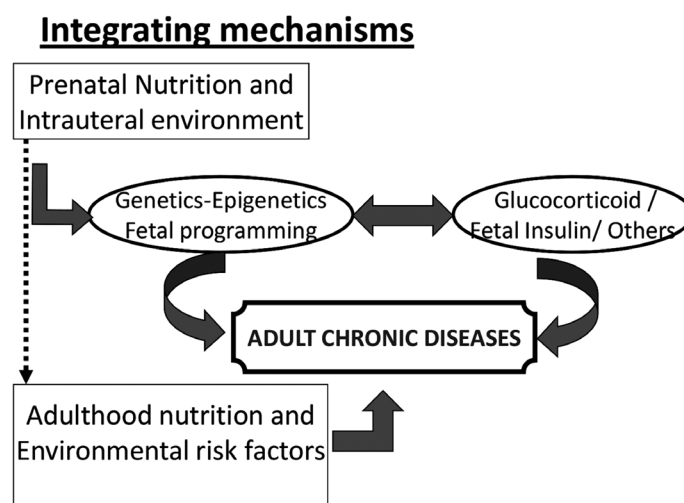 Integrating mechanisms
Prenatal Nutrition and
Intrauteral environment
Genetics-Epigenetics
Fetal programming
Glucocorticoid /
Fetal Insulin/ Others
ADULT CHRONIC DISEASES
Adulthood nutrition and
Environmental risk factors